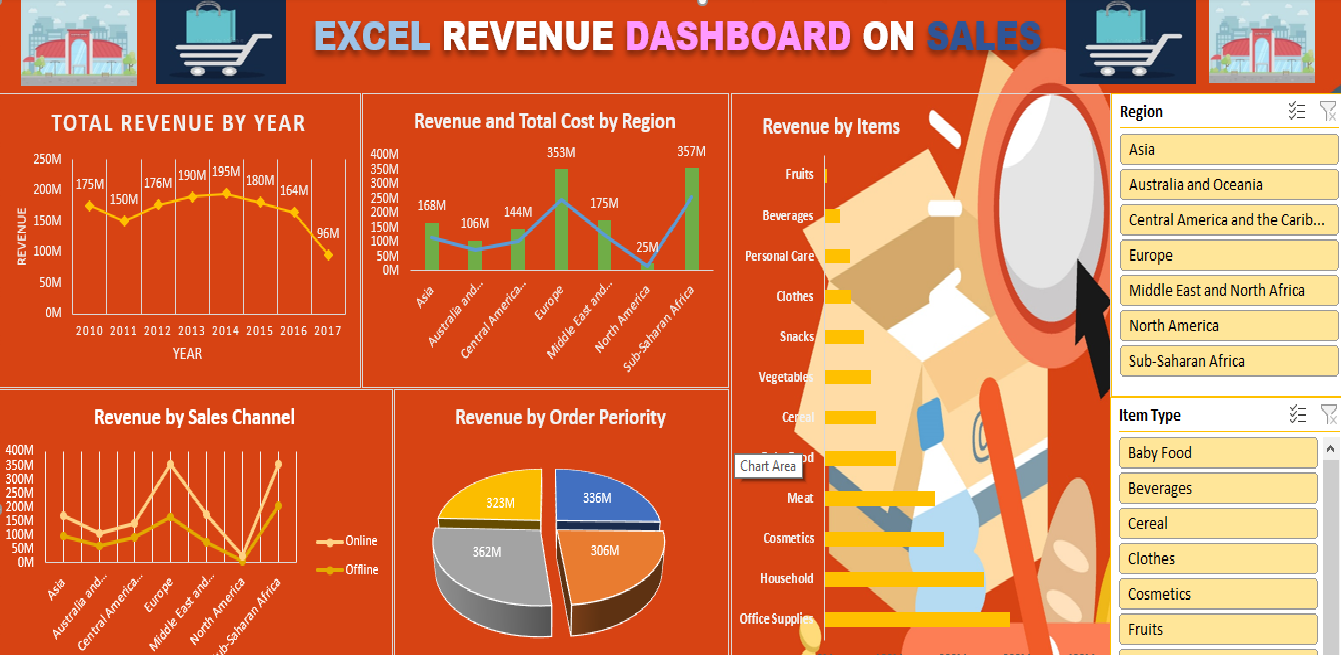 EXCEL REVENUE DASHBOARD ON SALES
TOTAL REVENUE BY YEAR
250M
200M
150M
100M
50M
0M
REVENUE
175M
150M
176M
190M
195M
180M
164M
96M
2010 2011 2012 2013 2014 2015 2016 2017
YEAR
Revenue and Total Cost by Region
400M
350M
300M
250M
200M
150M
100M
50M
0M
168M
106M
144M
353M
175M
25M
357M
Asia
Australia and...
Central America...
Europe
Middle East and...
North America
Sub-Saharan Africa
Revenue by Items
Fruits
Beverages
Personal Care
Clothes
Snacks
Vegetables
Cereal
Meat
Cosmetics
Household
Office Supplies
Chart Area
Region
Asia
Australia and Oceania
Central America and the Carib...
Europe
Middle East and North Africa
North America
Sub-Saharan Africa
Item Type
Baby Food
Beverages
Cereal
Clothes
Cosmetics
Fruits
Revenue by Sales Channel
400M
350M
300M
250M
200M
150M
100M
50M
0M
Asia
Australia and...
Central America...
Europe
Middle East and...
North America
Sub-Saharan Africa
Online
Offline
Revenue by Order Periority
323M
336M
362M
306M